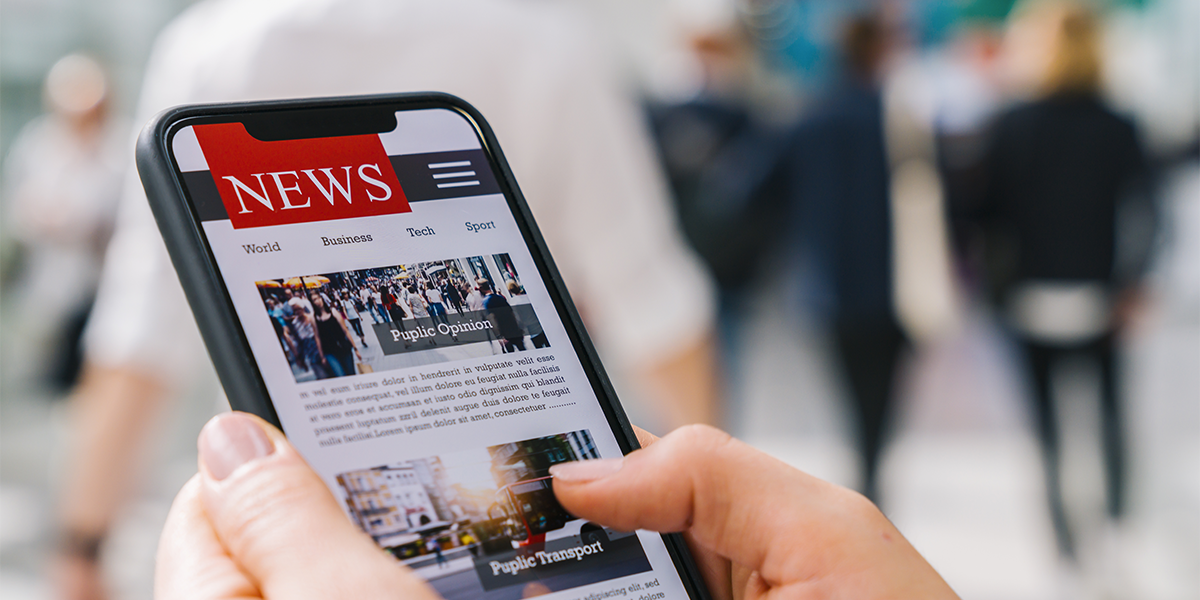 NEWS
World Business Tech Sport
Puplic Opinion
m vel eum iriure dolor in hendrerit in vulputate velit esse
molestie consequat, vel illum dolore eu feugiat nulla facilisis
at vero eros et accumsan et iusto odio dignissim qui blandit
praesent luptatum zzril delenit augue duis dolore te feugait
nulla facilisi.Lorem ipsum dolor sit amet, consectetuer ..........
Puplic Transport
adipiscing elit, sed
dolore